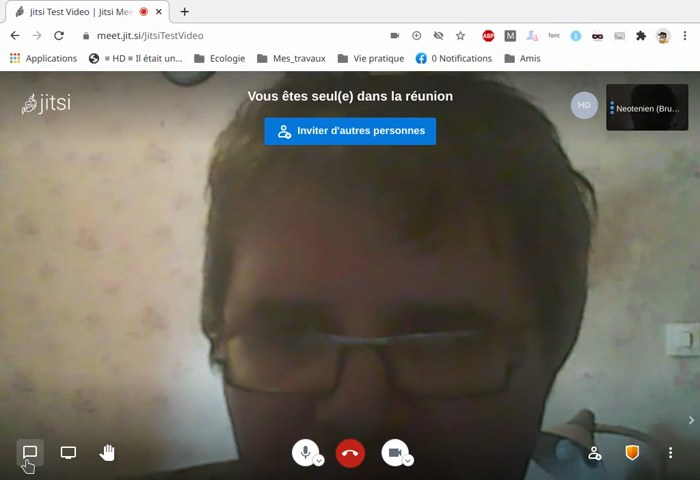 Jitsi Test Video | Jitsi Mee
meet.jit.si/JitsiTestVideo
ABP
M
font
Applications
= HD = Il était un...
Ecologie
Mes_travaux
Vie pratique
0 Notifications
Amis
jitsi
Vous êtes seul(e) dans la réunion
Inviter d'autres personnes
HD
Neotenien (Bru...